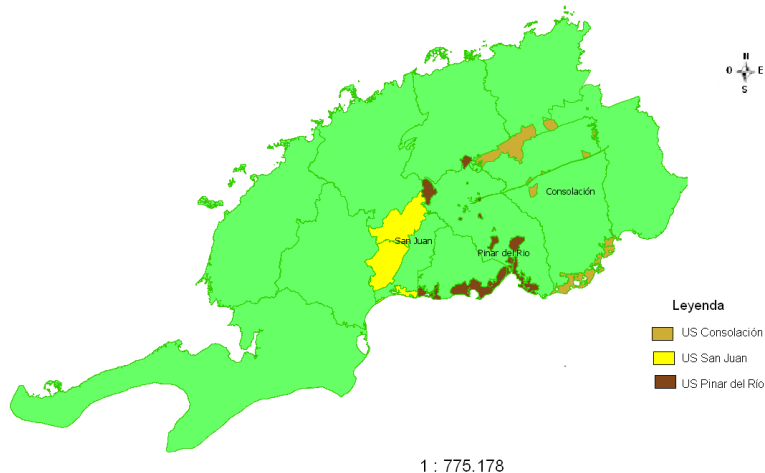 N
O E
S
Consolación
San Juan
Pinar del Río
Leyenda
US Consolación
US San Juan
US Pinar del Río
1 : 775.178